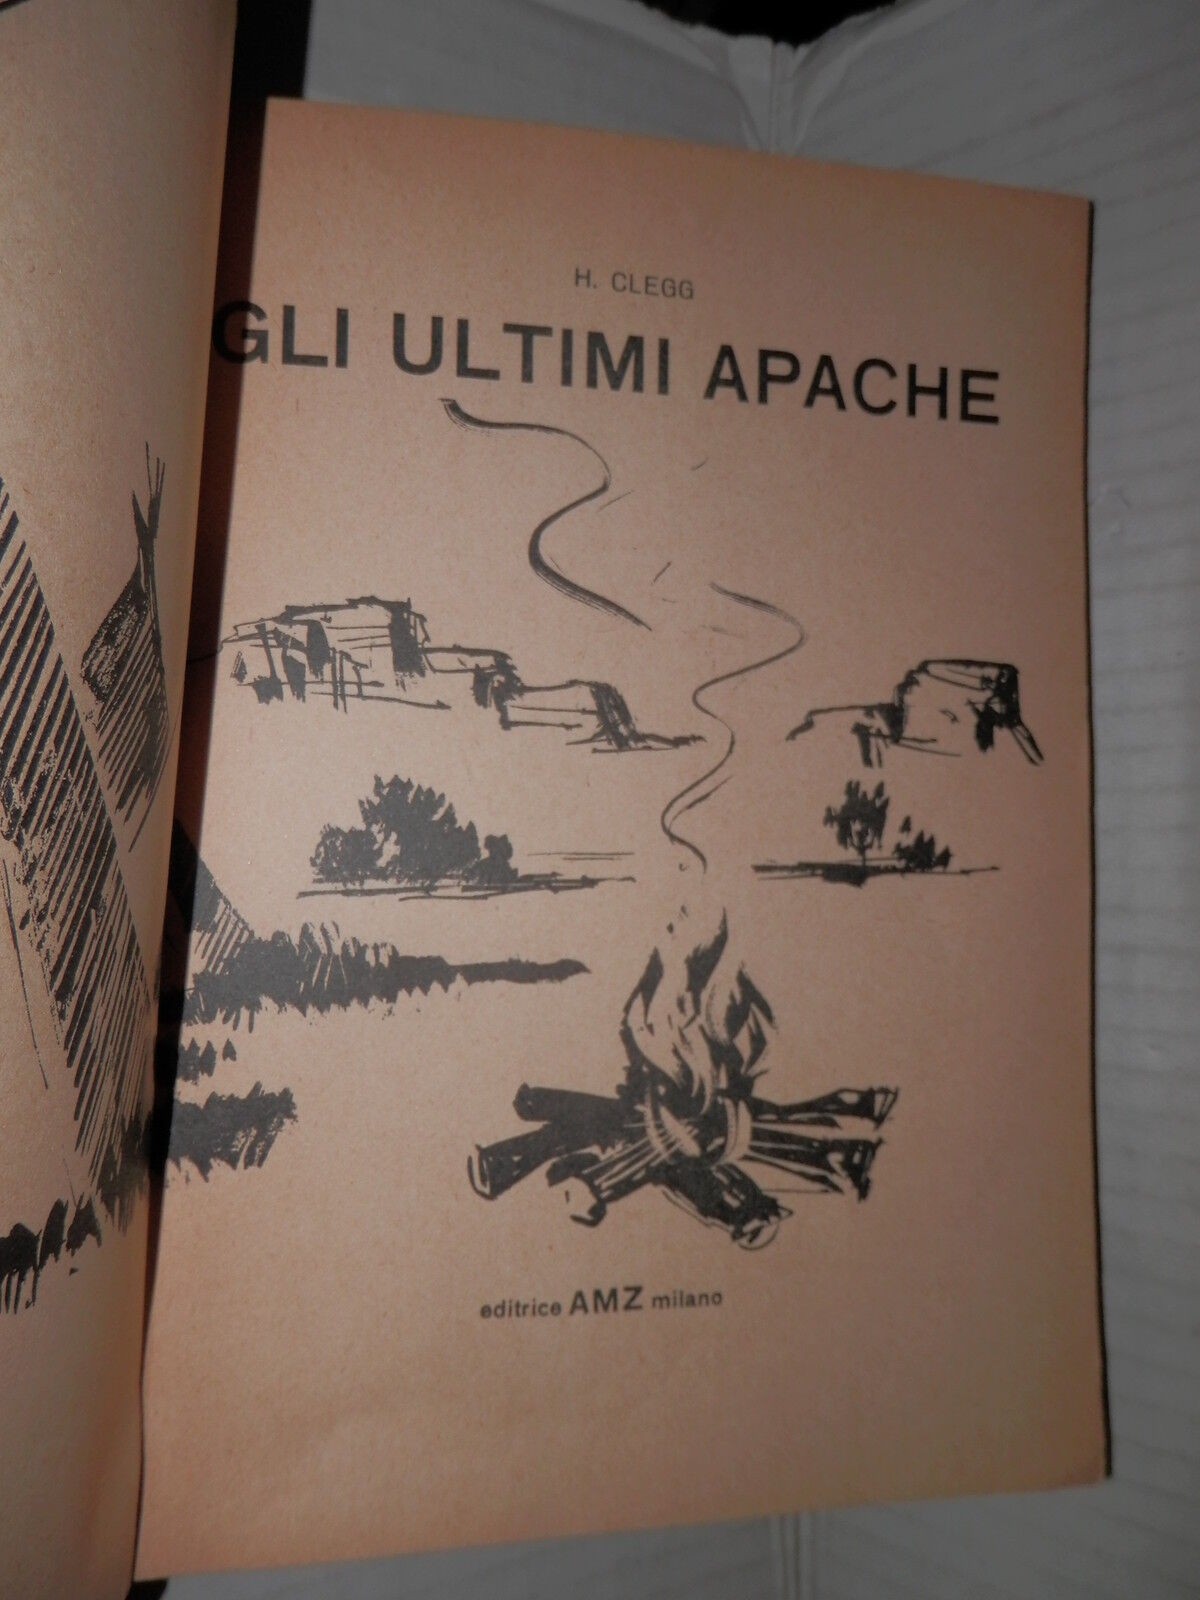 H. CLEGG
GLI ULTIMI APACHE
editrice AMZ milano